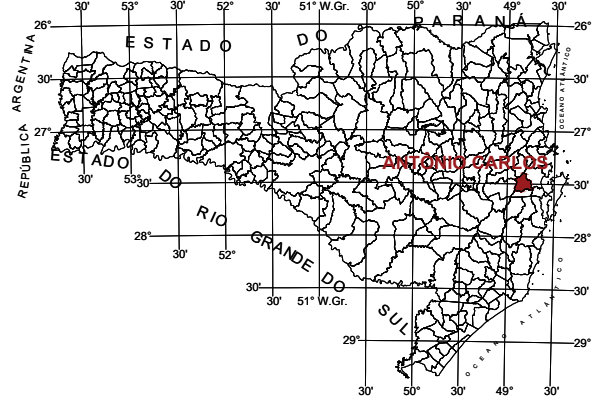 30' 53° 30' 52° 30' 51° W.Gr. 30' 50° 30' 49°
26° 26°
PARANÁ
ESTADO DO
REPÚBLICA ARGENTINA
OCEANO ATLÂNTICO
30' 30'
27° 27°
ANTÔNIO CARLOS
ESTADO DO RIO GRANDE DO SUL
30' 53° 30' 30'
28° 28°
30' 52°
OCEANO ATLÂNTICO
30' 30'
30' 51° W.Gr.
29° 29°
30' 50° 30' 49° 30'